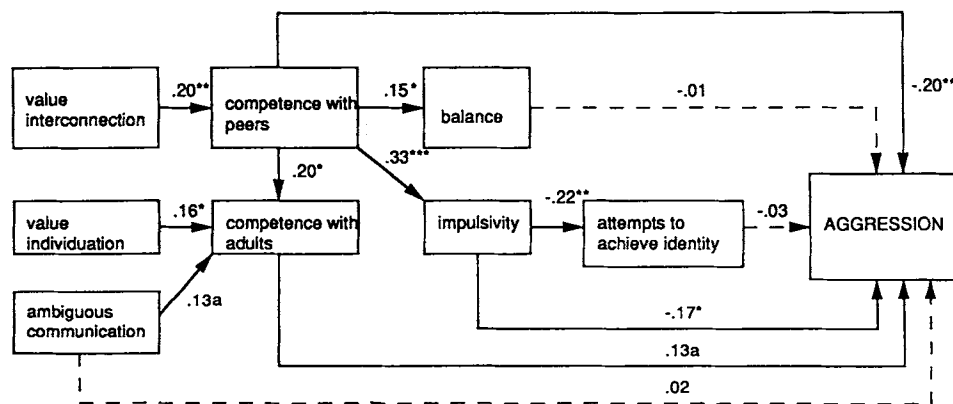 -.20**
value
interconnection
.20**
competence with
peers
.15*
balance
-.01
.33***
.20*
value
individuation
.16*
competence with
adults
impulsivity
-.22**
attempts to
achieve identity
-.03
AGGRESSION
.13a
ambiguous
communication
-.17*
.13a
.02